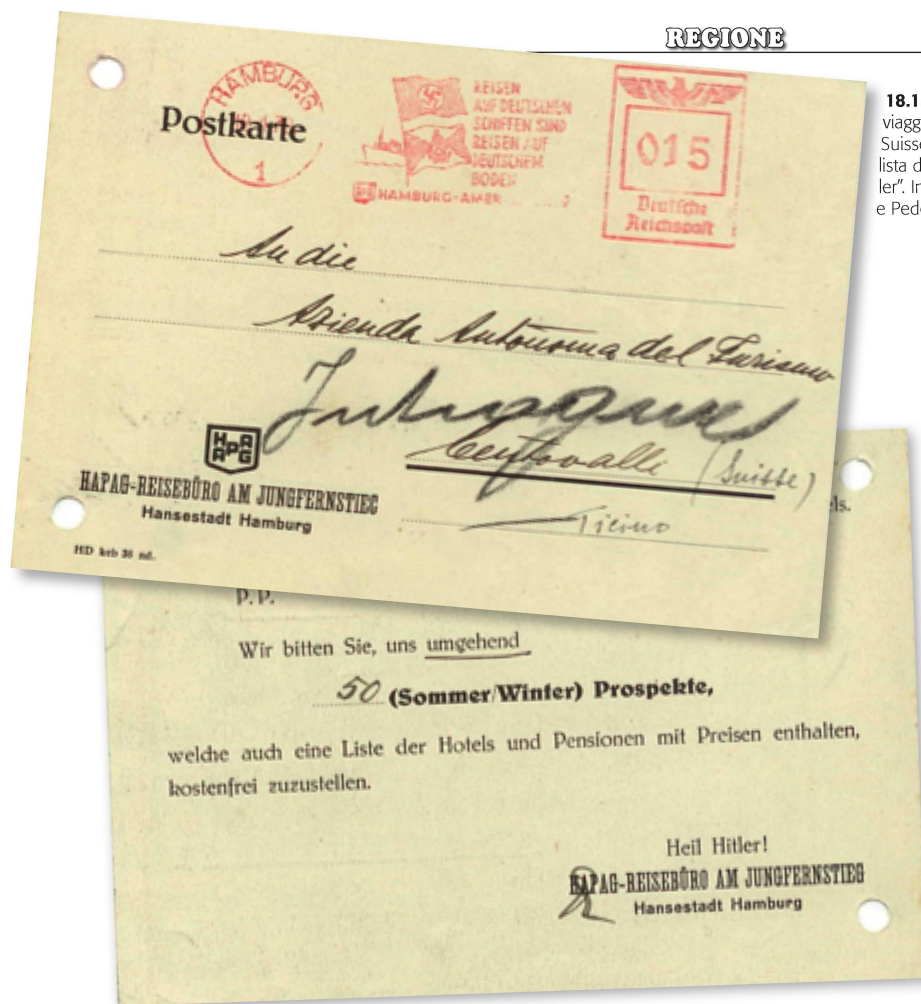 REGIONE
18.1
viagg
Suisse
lista d
ler". In
e Ped
HAMBURG
1
Postkarte
REISEN
AUF DEUTSCHEN
SCHIFFEN SIND
REISEN AUF
DEUTSCHEM
BODEN
HAMBURG-AMER
015
Deutsche
Reichspost
An die
Azienda Autonoma del Turismo
Centovalli (Suisse)
Ticino
HAPAG
HAPAG-REISEBÜRO AM JUNGFERNSTIEG
Hansestadt Hamburg
ls.
P. P.
Wir bitten Sie, uns umgehend
50 (Sommer/Winter) Prospekte,
welche auch eine Liste der Hotels und Pensionen mit Preisen enthalten,
kostenfrei zuzustellen.
Heil Hitler!
HAPAG-REISEBÜRO AM JUNGFERNSTIEG
Hansestadt Hamburg